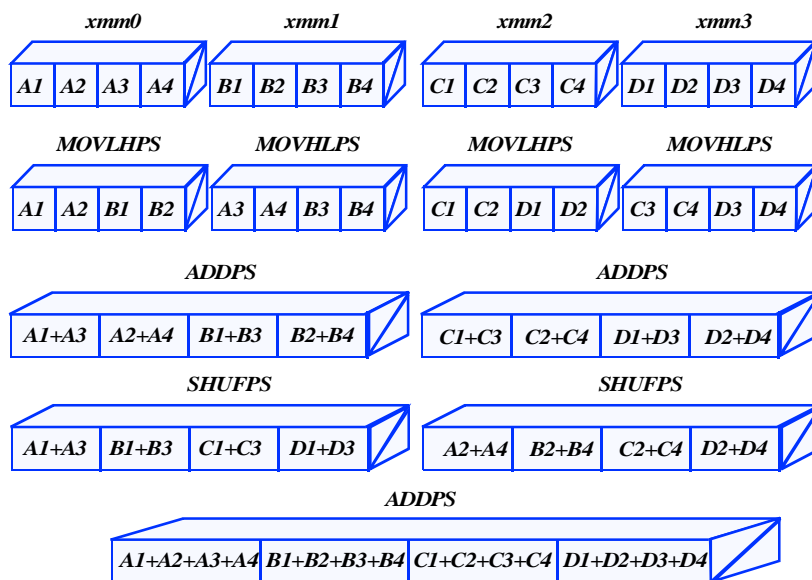 xmm0 xmm1 xmm2 xmm3
A1 A2 A3 A4 B1 B2 B3 B4 C1 C2 C3 C4 D1 D2 D3 D4
MOVLHPS MOVHLPS MOVLHPS MOVHLPS
A1 A2 B1 B2 A3 A4 B3 B4 C1 C2 D1 D2 C3 C4 D3 D4
ADDPS ADDPS
A1+A3 A2+A4 B1+B3 B2+B4 C1+C3 C2+C4 D1+D3 D2+D4
SHUFPS SHUFPS
A1+A3 B1+B3 C1+C3 D1+D3 A2+A4 B2+B4 C2+C4 D2+D4
ADDPS
A1+A2+A3+A4 B1+B2+B3+B4 C1+C2+C3+C4 D1+D2+D3+D4